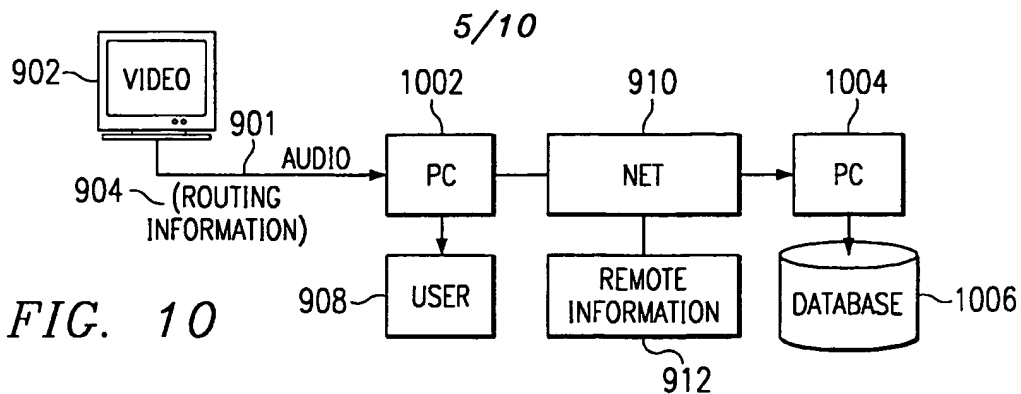 5/10
902
VIDEO
901
AUDIO
904
(ROUTING
INFORMATION)
1002
PC
910
NET
1004
PC
908
USER
REMOTE
INFORMATION
912
DATABASE
1006
FIG. 10